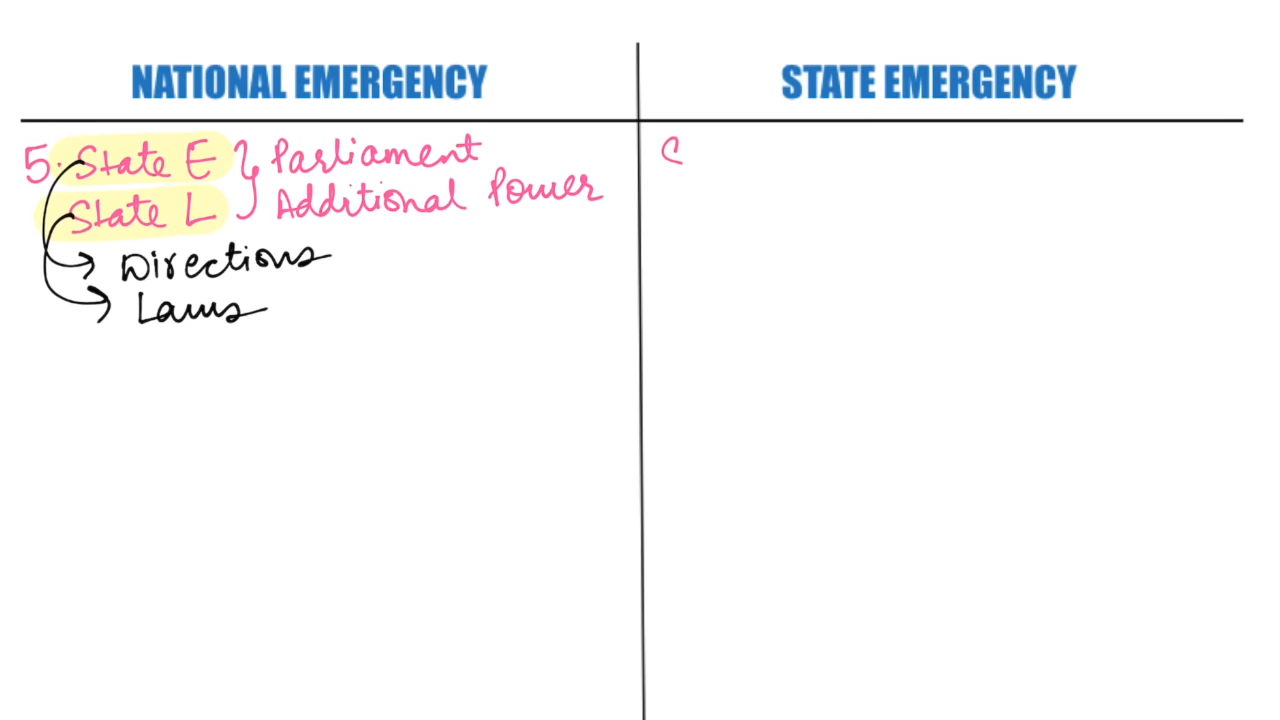 NATIONAL EMERGENCY
STATE EMERGENCY
5. State E } Parliament
State L } Additional Power
→ Directions
→ Laws